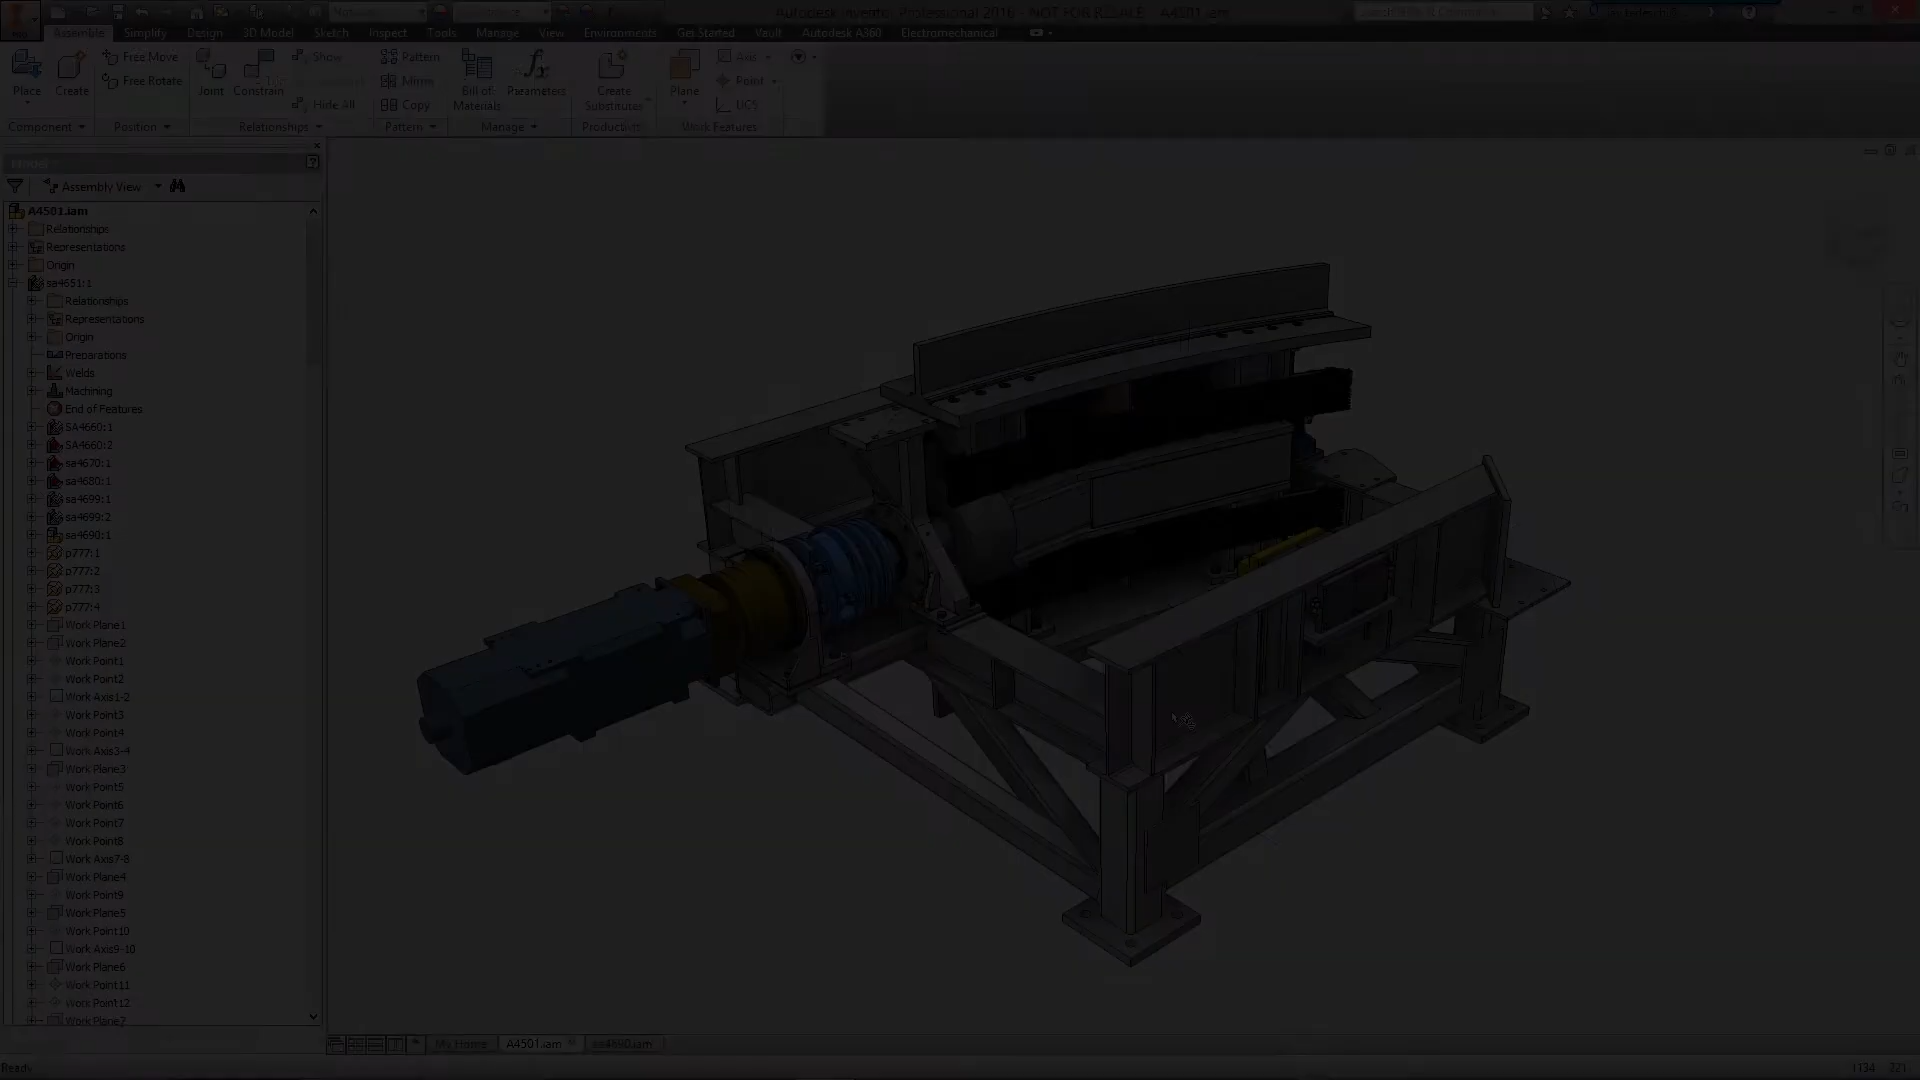 Autodesk Inventor Professional 2016 - NOT FOR RESALE A4501.iam
Assemble Simplify Design 3D Model Sketch Inspect Tools Manage View Environments Get Started Vault Autodesk A360 Electromechanical
Place
Create
Free Move
Free Rotate
Joint
Constrain
Show
Hide All
Pattern
Mirror
Copy
Bill of
Materials
Parameters
Create
Substitutes
Plane
Axis
Point
UCS
Component Position Relationships Pattern Manage Productivity Work Features
Model
Assembly View
A4501.iam
Relationships
Representations
Origin
sa4651:1
Relationships
Representations
Origin
Preparations
Welds
Machining
End of Features
SA4660:1
SA4660:2
sa4670:1
sa4680:1
sa4699:1
sa4699:2
sa4690:1
p777:1
p777:2
p777:3
p777:4
Work Plane1
Work Plane2
Work Point1
Work Point2
Work Axis1-2
Work Point3
Work Point4
Work Axis3-4
Work Plane3
Work Point5
Work Point6
Work Point7
Work Point8
Work Axis7-8
Work Plane4
Work Point9
Work Plane5
Work Point10
Work Axis9-10
Work Plane6
Work Point11
Work Point12
Work Plane7
My Home A4501.iam sa4690.iam
Ready
1134 221